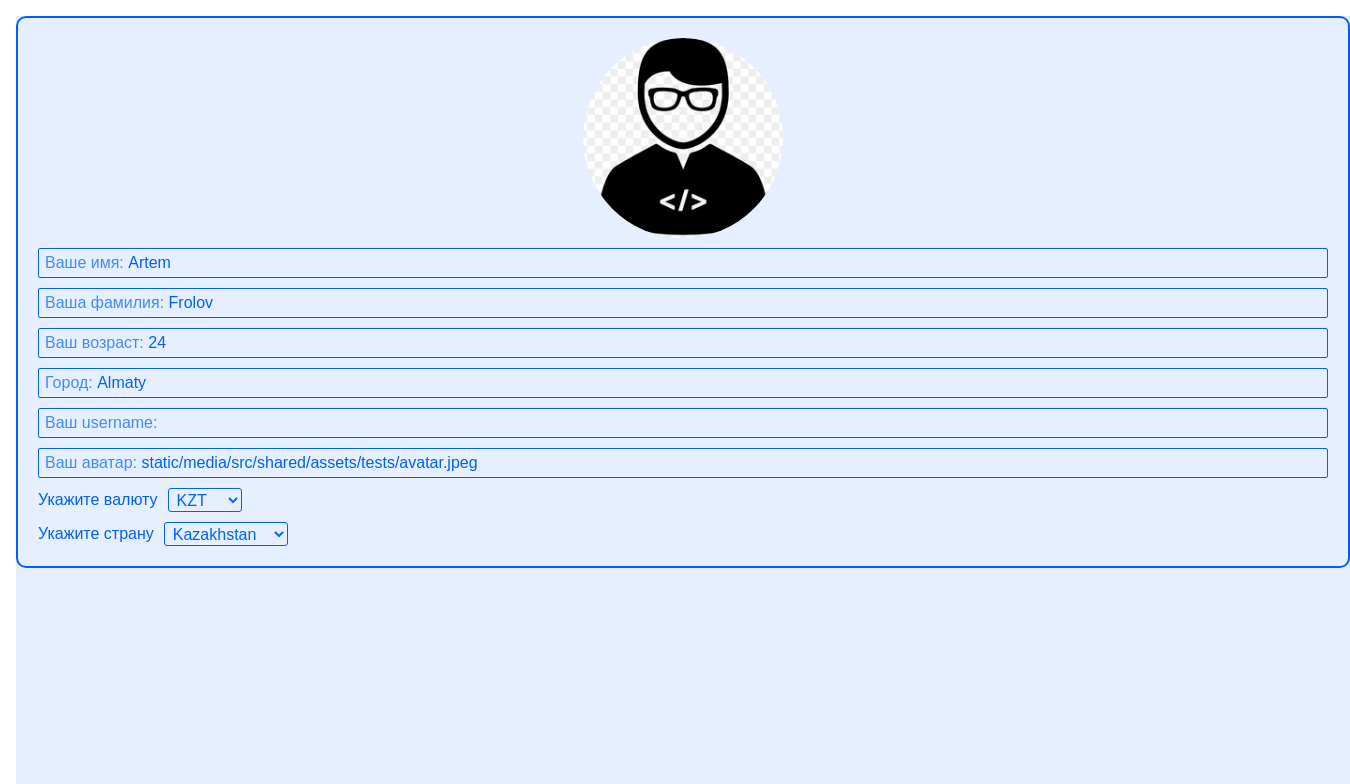 </>
Ваше имя: Artem
Ваша фамилия: Frolov
Ваш возраст: 24
Город: Almaty
Ваш username:
Ваш аватар: static/media/src/shared/assets/tests/avatar.jpeg
Укажите валюту KZT
Укажите страну Kazakhstan